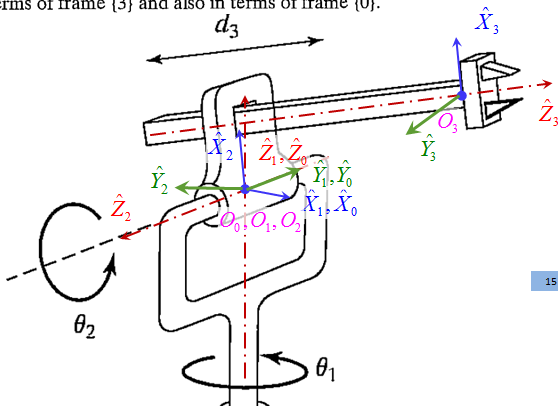 erms of frame {3} and also in terms of frame {0}.
d₃
X̂₃
Ẑ₃
O₃
Ŷ₃
X̂₂
Ẑ₁, Ẑ₀
Ŷ₂
Ŷ₁, Ŷ₀
Ẑ₂
X̂₁, X̂₀
O₀, O₁, O₂
15
θ₂
θ₁